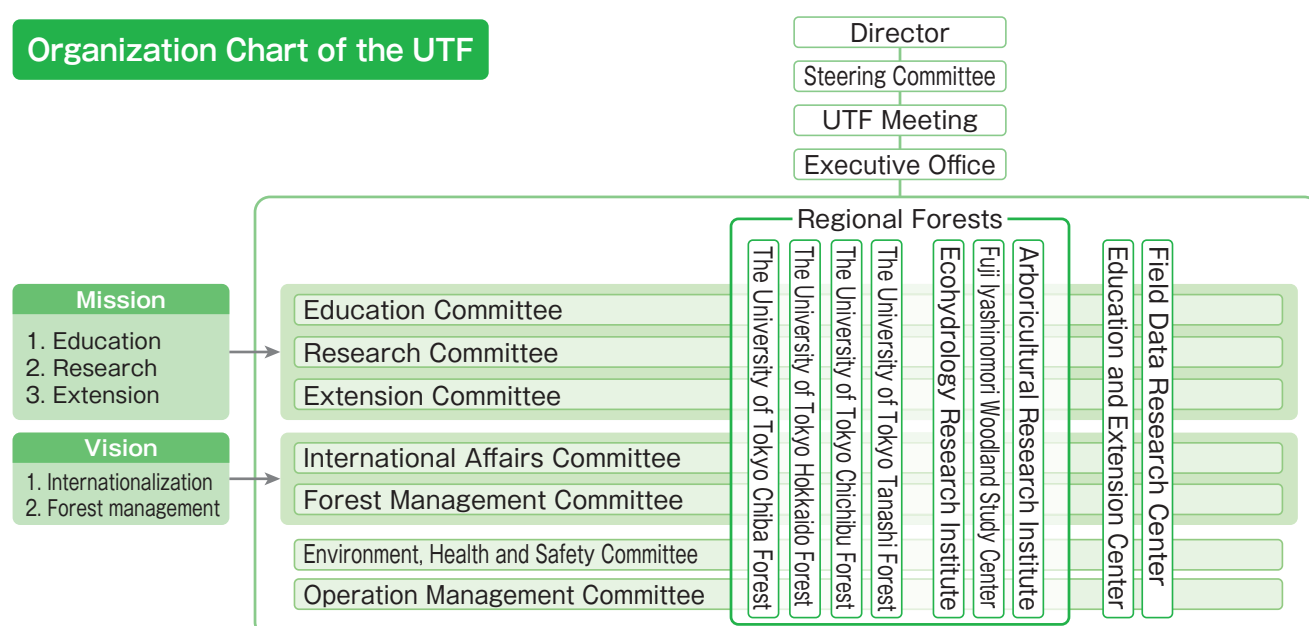 Organization Chart of the UTF
Director
Steering Committee
UTF Meeting
Executive Office
Regional Forests
Mission
1. Education
2. Research
3. Extension
Vision
1. Internationalization
2. Forest management
Education Committee
Research Committee
Extension Committee
International Affairs Committee
Forest Management Committee
Environment, Health and Safety Committee
Operation Management Committee
The University of Tokyo Chiba Forest
The University of Tokyo Hokkaido Forest
The University of Tokyo Chichibu Forest
The University of Tokyo Tanashi Forest
Ecohydrology Research Institute
Fuji Iyashinomori Woodland Study Center
Arboricultural Research Institute
Education and Extension Center
Field Data Research Center